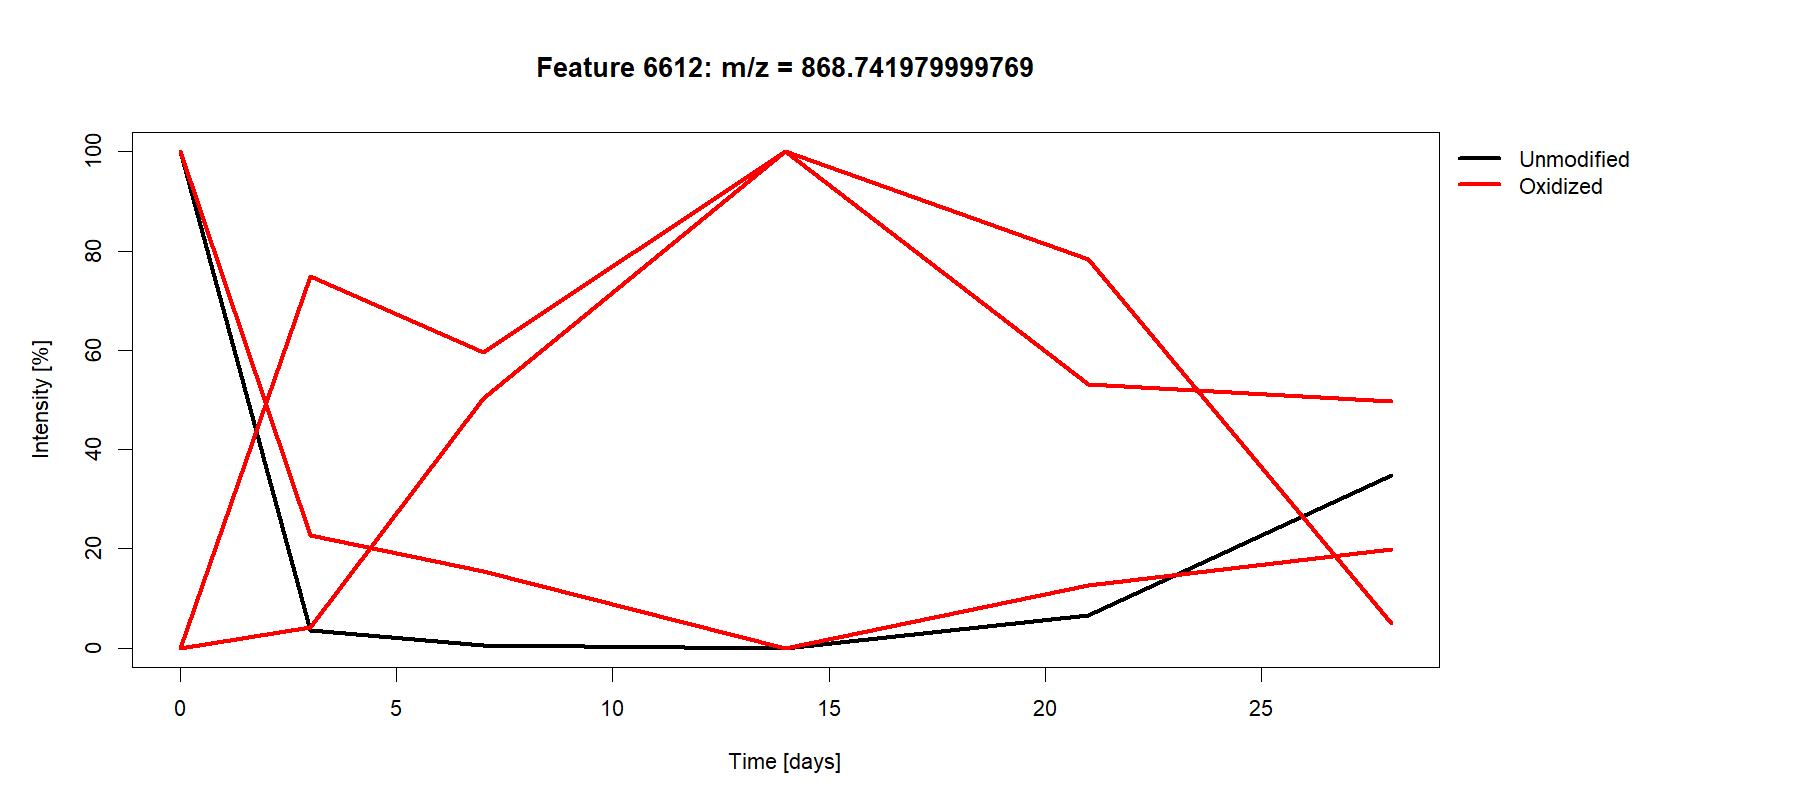 Feature 6612: m/z = 868.741979999769
Unmodified
Oxidized
Intensity [%]
100
80
60
40
20
0
0 5 10 15 20 25
Time [days]